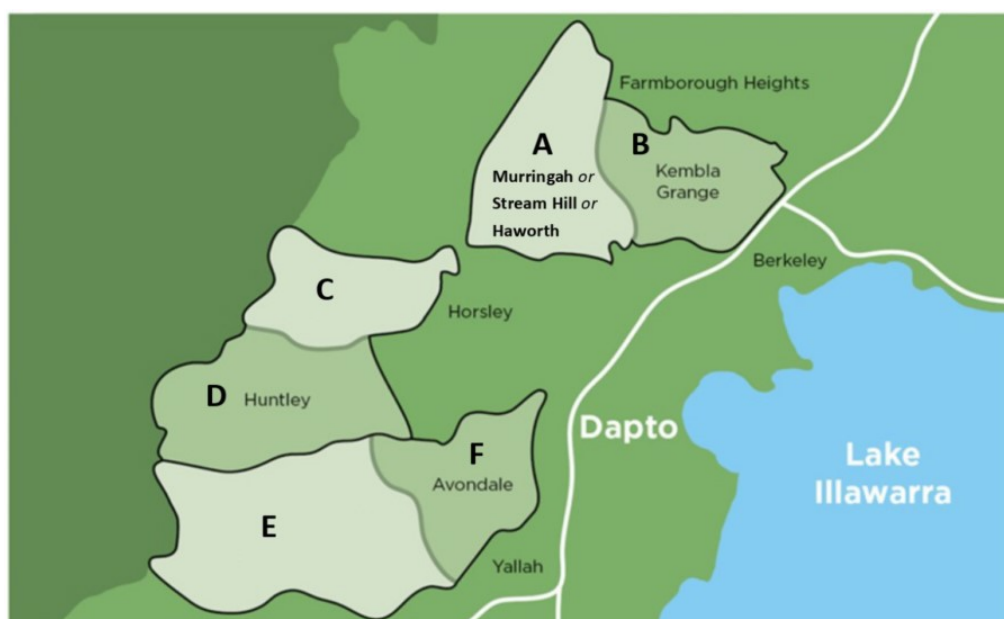 Farmborough Heights
A
B
Murringah or
Stream Hill or
Haworth
Kembla
Grange
Berkeley
C
Horsley
D
Huntley
Dapto
F
Avondale
Lake
Illawarra
E
Yallah